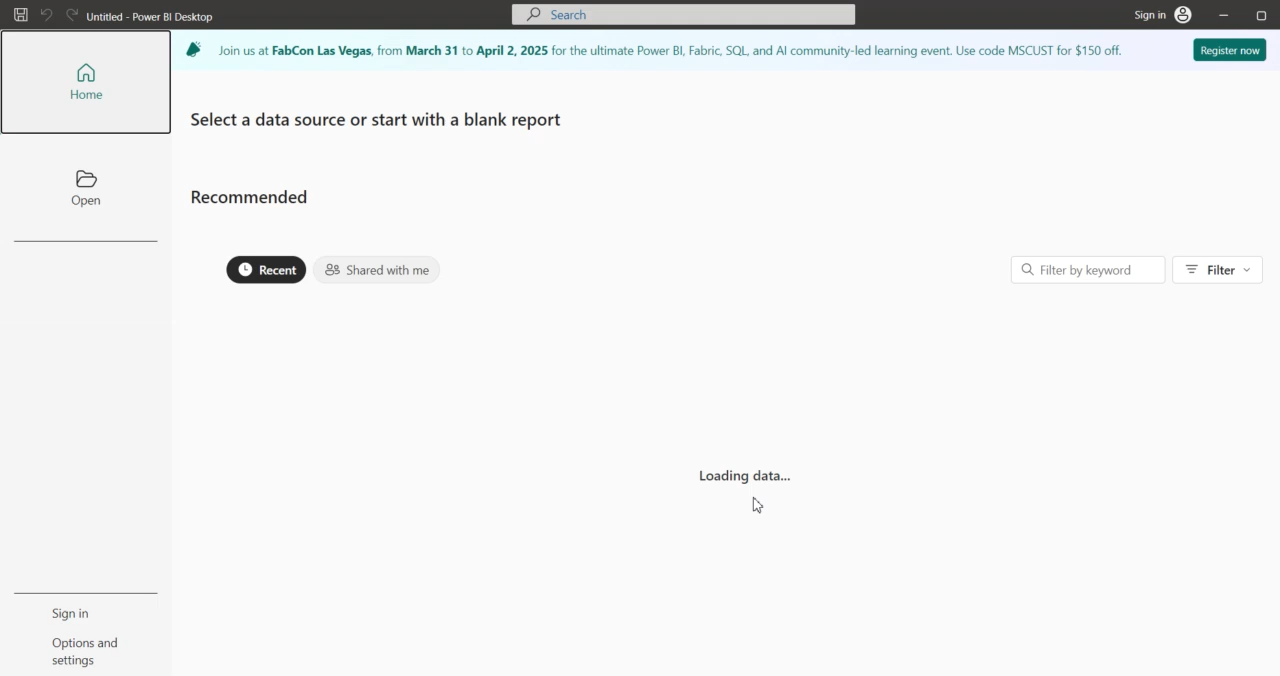 Untitled - Power BI Desktop
Search
Sign in
Join us at FabCon Las Vegas, from March 31 to April 2, 2025 for the ultimate Power BI, Fabric, SQL, and AI community-led learning event. Use code MSCUST for $150 off.
Register now
Home
Select a data source or start with a blank report
Open
Recommended
Recent
Shared with me
Filter by keyword
Filter
Loading data...
Sign in
Options and
settings